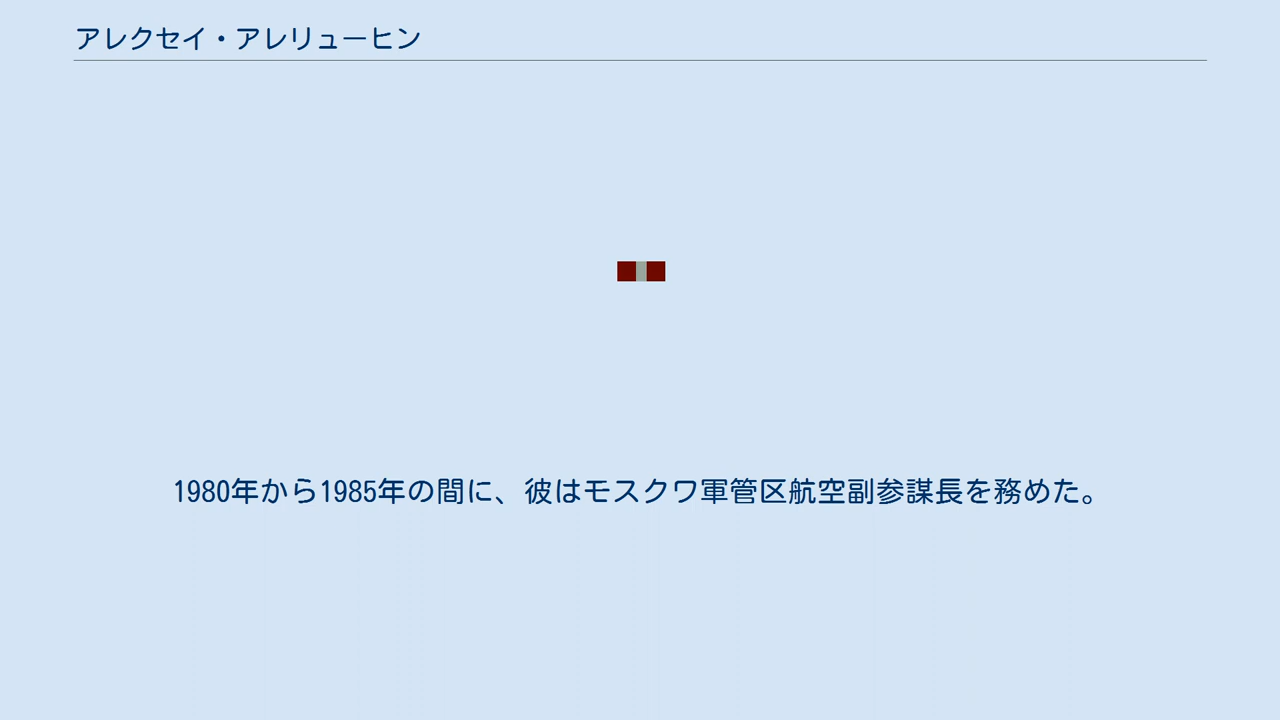 アレクセイ・アレリューヒン
1980年から1985年の間に、彼はモスクワ軍管区航空副参謀長を務めた。